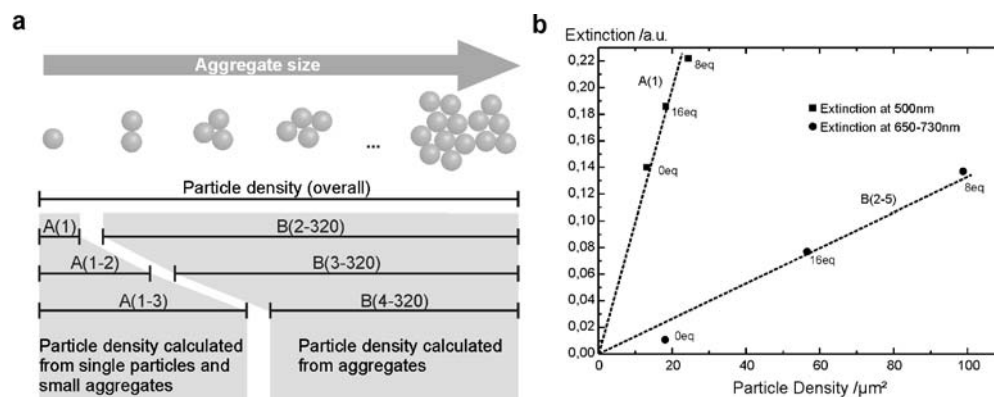 a
Aggregate size
...
Particle density (overall)
A(1)
B(2-320)
A(1-2)
B(3-320)
A(1-3)
B(4-320)
Particle density calculated
from single particles and
small aggregates
Particle density calculated
from aggregates
b
Extinction /a.u.
0,22
0,20
0,18
0,16
0,14
0,12
0,10
0,08
0,06
0,04
0,02
0,00
A(1)
8eq
16eq
0eq
Extinction at 500nm
Extinction at 650-730nm
B(2-5)
8eq
16eq
0eq
0
20
40
60
80
100
Particle Density /µm²